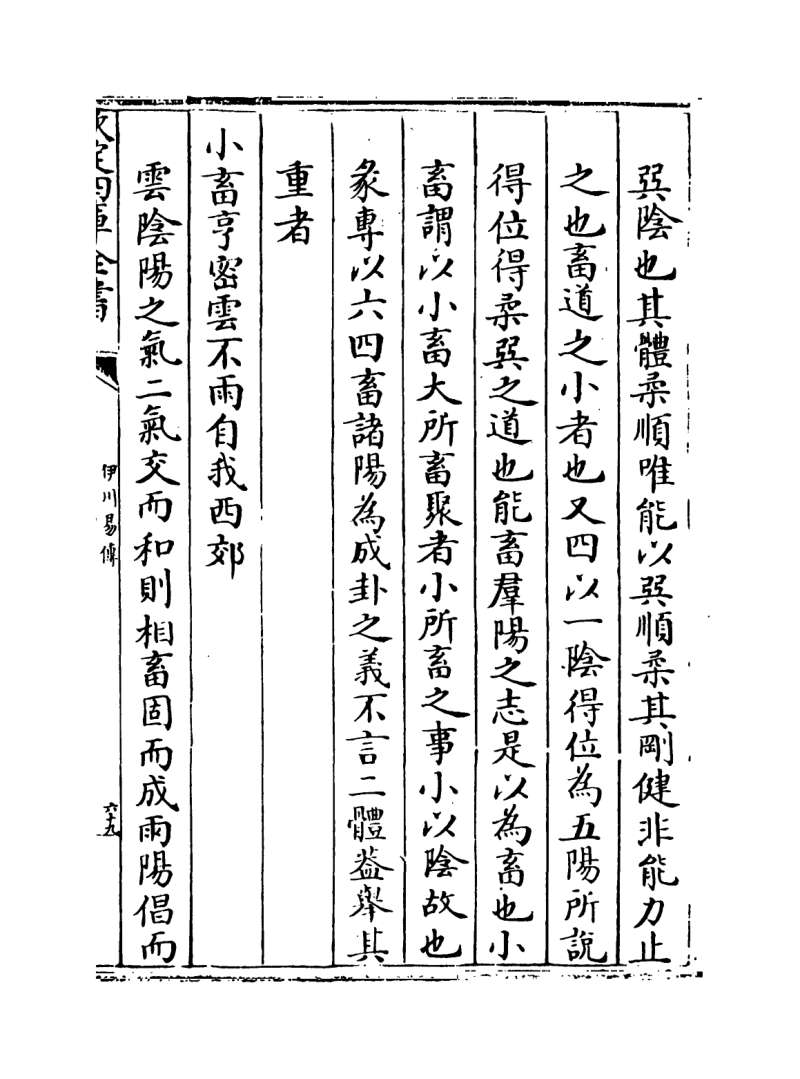 巽陰也其體柔順唯能以巽順柔其剛健非能力止
之也畜道之小者也又四以一陰得位為五陽所說
得位得柔巽之道也能畜羣陽之志是以為畜也小
畜謂以小畜大所畜聚者小所畜之事小以陰故也
彖專以六四畜諸陽為成卦之義不言二體葢舉其
重者
小畜亨密雲不雨自我西郊
雲陰陽之氣二氣交而和則相畜固而成雨陽倡而
欽定四庫全書
伊川易傳
六十九